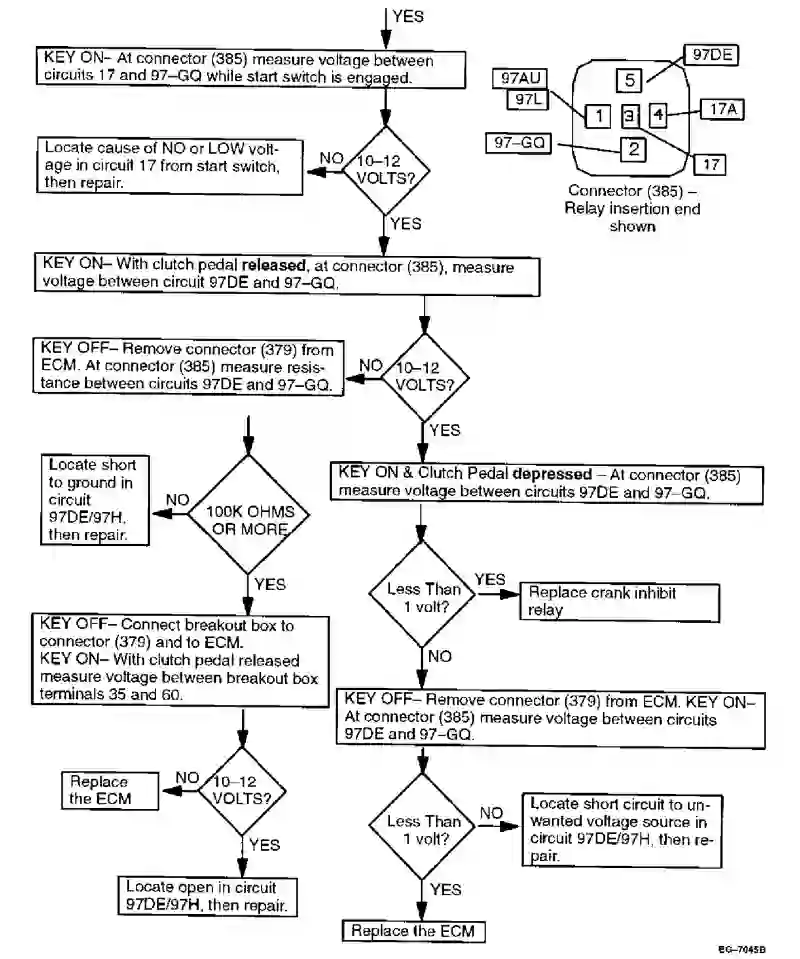 YES
KEY ON– At connector (385) measure voltage between
circuits 17 and 97–GQ while start switch is engaged.
97DE
97AU
97L
5
1
3
4
17A
97–GQ
2
17
Connector (385) –
Relay insertion end
shown
Locate cause of NO or LOW volt-
age in circuit 17 from start switch,
then repair.
NO
10–12
VOLTS?
YES
KEY ON– With clutch pedal released, at connector (385), measure
voltage between circuit 97DE and 97–GQ.
KEY OFF– Remove connector (379) from
ECM. At connector (385) measure resis-
tance between circuits 97DE and 97–GQ.
NO
10–12
VOLTS?
YES
Locate short
to ground in
circuit
97DE/97H,
then repair.
NO
100K OHMS
OR MORE
YES
KEY ON & Clutch Pedal depressed – At connector (385)
measure voltage between circuits 97DE and 97–GQ.
Less Than
1 volt?
YES
Replace crank inhibit
relay
NO
KEY OFF– Connect breakout box to
connector (379) and to ECM.
KEY ON– With clutch pedal released
measure voltage between breakout box
terminals 35 and 60.
KEY OFF– Remove connector (379) from ECM. KEY ON–
At connector (385) measure voltage between circuits
97DE and 97–GQ.
Replace
the ECM
NO
10–12
VOLTS?
YES
Locate open in circuit
97DE/97H, then repair.
Less Than
1 volt?
NO
Locate short circuit to un-
wanted voltage source in
circuit 97DE/97H, then re-
pair.
YES
Replace the ECM
EG–7045B